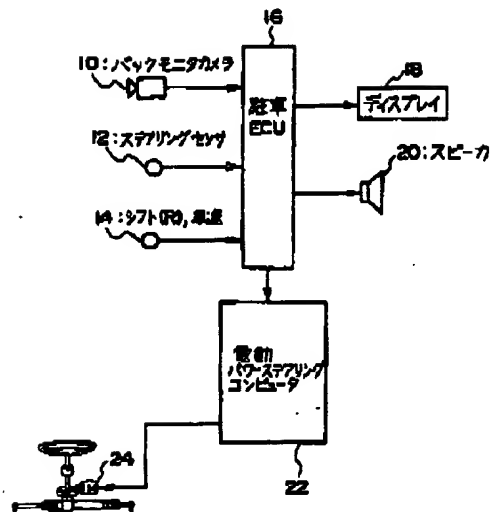 16
10:バックモニタカメラ
駐車
ECU
18
ディスプレイ
12:ステアリングセンサ
20:スピーカ
14:シフト(R),車速
電動
パワーステアリング
コンピュータ
24
22